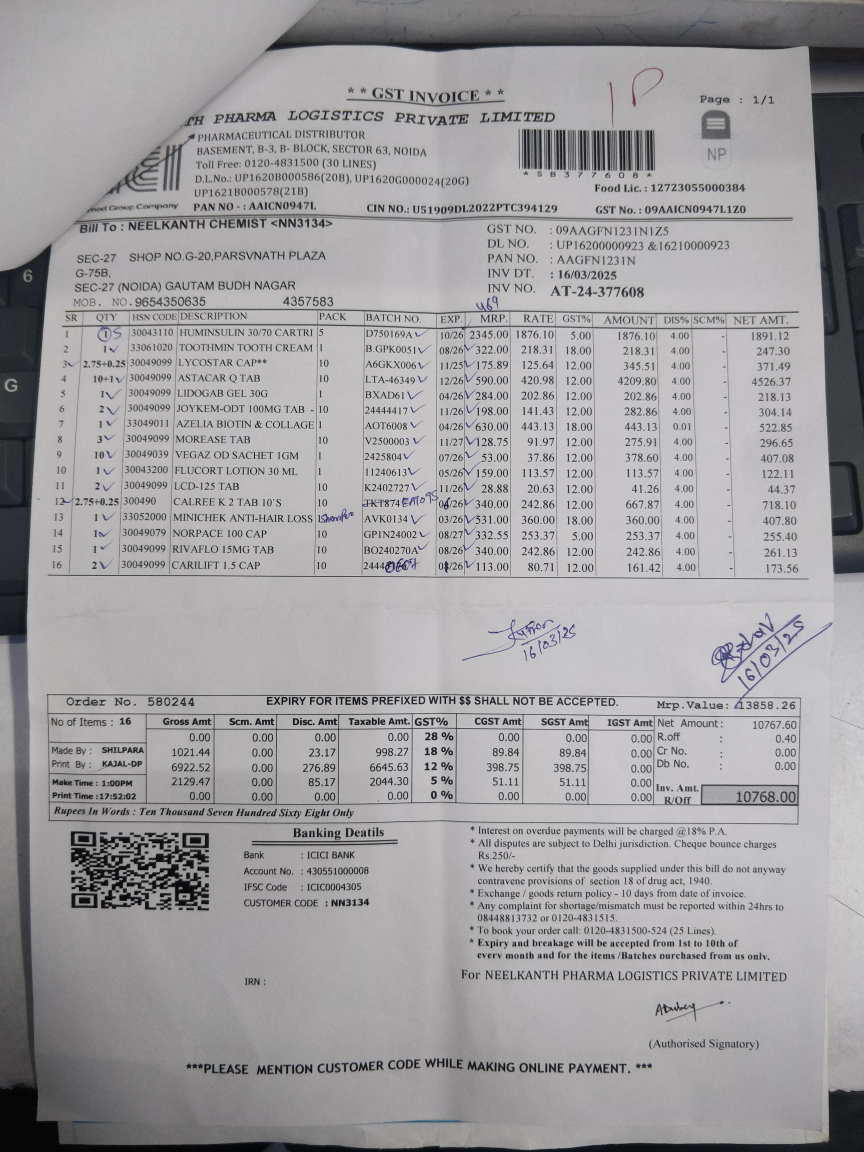 ** GST INVOICE **
1P
Page : 1/1
TH PHARMA LOGISTICS PRIVATE LIMITED
PHARMACEUTICAL DISTRIBUTOR
BASEMENT, B-3, B- BLOCK, SECTOR 63, NOIDA
Toll Free: 0120-4831500 (30 LINES)
D.L.No.: UP1620B000586(20B), UP1620G000024(20G)
UP1621B000578(21B)
*SB377608*
NP
Food Lic. : 12723055000384
Group Company PAN NO - : AAICN0947L CIN NO.: U51909DL2022PTC394129 GST No. : 09AAICN0947L1Z0
Bill To : NEELKANTH CHEMIST <NN3134>
SEC-27 SHOP NO.G-20,PARSVNATH PLAZA
G-75B,
SEC-27 (NOIDA) GAUTAM BUDH NAGAR
MOB. NO.9654350635 4357583
GST NO. : 09AAGFN1231N1Z5
DL NO. : UP16200000923 &16210000923
PAN NO. : AAGFN1231N
INV DT. : 16/03/2025
INV NO. AT-24-377608
469
SR QTY HSN CODE DESCRIPTION PACK BATCH NO. EXP. MRP. RATE GST% AMOUNT DIS% SCM% NET AMT.
1 1 S 30043110 HUMINSULIN 30/70 CARTRI 5 D750169A 10/26 2345.00 1876.10 5.00 1876.10 4.00 - 1891.12
2 1 33061020 TOOTHMIN TOOTH CREAM 1 B.GPK0051 08/26 322.00 218.31 18.00 218.31 4.00 - 247.30
3 2.75+0.25 30049099 LYCOSTAR CAP** 10 A6GKX006 11/25 175.89 125.64 12.00 345.51 4.00 - 371.49
4 10+1 30049099 ASTACAR Q TAB 10 LTA-46349 12/26 590.00 420.98 12.00 4209.80 4.00 - 4526.37
5 1 30049099 LIDOGAB GEL 30G 1 BXAD61 04/26 284.00 202.86 12.00 202.86 4.00 - 218.13
6 2 30049099 JOYKEM-ODT 100MG TAB - 10 24444417 11/26 198.00 141.43 12.00 282.86 4.00 - 304.14
7 1 33049011 AZELIA BIOTIN & COLLAGE 1 AOT6008 04/26 630.00 443.13 18.00 443.13 0.01 - 522.85
8 3 30049099 MOREASE TAB 10 V2500003 11/27 128.75 91.97 12.00 275.91 4.00 - 296.65
9 10 30049039 VEGAZ OD SACHET 1GM 1 2425804 07/26 53.00 37.86 12.00 378.60 4.00 - 407.08
10 1 30043200 FLUCORT LOTION 30 ML 1 11240613 05/26 159.00 113.57 12.00 113.57 4.00 - 122.11
11 2 30049099 LCD-125 TAB 10 K2402727 11/26 28.88 20.63 12.00 41.26 4.00 - 44.37
12 2.75+0.25 300490 CALREE K 2 TAB 10`S 10 /26 340.00 242.86 12.00 667.87 4.00 - 718.10
13 1 33052000 MINICHEK ANTI-HAIR LOSS 1 AVK0134 03/26 531.00 360.00 18.00 360.00 4.00 - 407.80
14 1 30049079 NORPACE 100 CAP 10 GP1N24002 08/27 332.55 253.37 5.00 253.37 4.00 - 255.40
15 1 30049099 RIVAFLO 15MG TAB 10 BO240270A 08/26 340.00 242.86 12.00 242.86 4.00 - 261.13
16 2 30049099 CARILIFT 1.5 CAP 10 2444 /26 113.00 80.71 12.00 161.42 4.00 - 173.56
16/03/25
16/03/25
Order No. 580244 EXPIRY FOR ITEMS PREFIXED WITH $$ SHALL NOT BE ACCEPTED. Mrp.Value: 13858.26
No of Items : 16 Gross Amt Scm. Amt Disc. Amt Taxable Amt. GST% CGST Amt SGST Amt IGST Amt Net Amount : 10767.60
0.00 0.00 0.00 0.00 28 % 0.00 0.00 0.00 R.off : 0.40
Made By : SHILPARA 1021.44 0.00 23.17 998.27 18 % 89.84 89.84 0.00 Cr No. : 0.00
Print By : KAJAL-DP 6922.52 0.00 276.89 6645.63 12 % 398.75 398.75 0.00 Db No. : 0.00
Make Time : 1:00PM 2129.47 0.00 85.17 2044.30 5 % 51.11 51.11 0.00
Print Time :17:52:02 0.00 0.00 0.00 0.00 0 % 0.00 0.00 0.00 Inv. Amt. R/Off 10768.00
Rupees In Words : Ten Thousand Seven Hundred Sixty Eight Only
Banking Deatils
Bank : ICICI BANK
Account No. : 430551000008
IFSC Code : ICIC0004305
CUSTOMER CODE : NN3134
IRN :
* Interest on overdue payments will be charged @18% P.A.
* All disputes are subject to Delhi jurisdiction. Cheque bounce charges
Rs.250/-
* We hereby certify that the goods supplied under this bill do not anyway
contravene provisions of section 18 of drug act, 1940.
* Exchange / goods return policy - 10 days from date of invoice.
* Any complaint for shortage/mismatch must be reported within 24hrs to
08448813732 or 0120-4831515.
* To book your order call: 0120-4831500-524 (25 Lines).
* Expiry and breakage will be accepted from 1st to 10th of
every month and for the items /Batches purchased from us only.
For NEELKANTH PHARMA LOGISTICS PRIVATE LIMITED
(Authorised Signatory)
***PLEASE MENTION CUSTOMER CODE WHILE MAKING ONLINE PAYMENT. ***
6
G